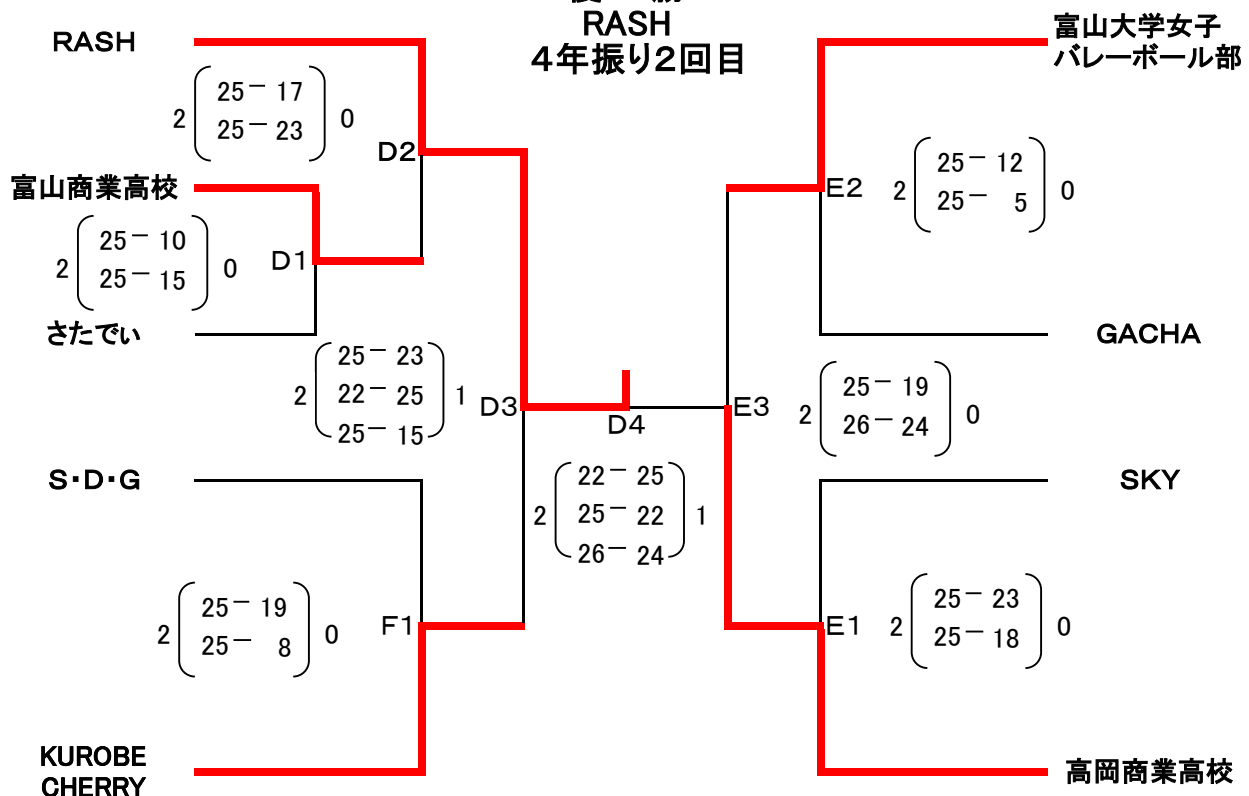 RASH
4年振り2回目
RASH
富山大学女子
バレーボール部
2
25－17
25－23
0
D2
2
25－12
25－ 5
0
E2
富山商業高校
2
25－10
25－15
0
D1
さたでぃ
GACHA
2
25－23
22－25
25－15
1
D3
D4
E3
2
25－19
26－24
0
S・D・G
SKY
2
22－25
25－22
26－24
1
2
25－19
25－ 8
0
F1
E1
2
25－23
25－18
0
KUROBE
CHERRY
高岡商業高校